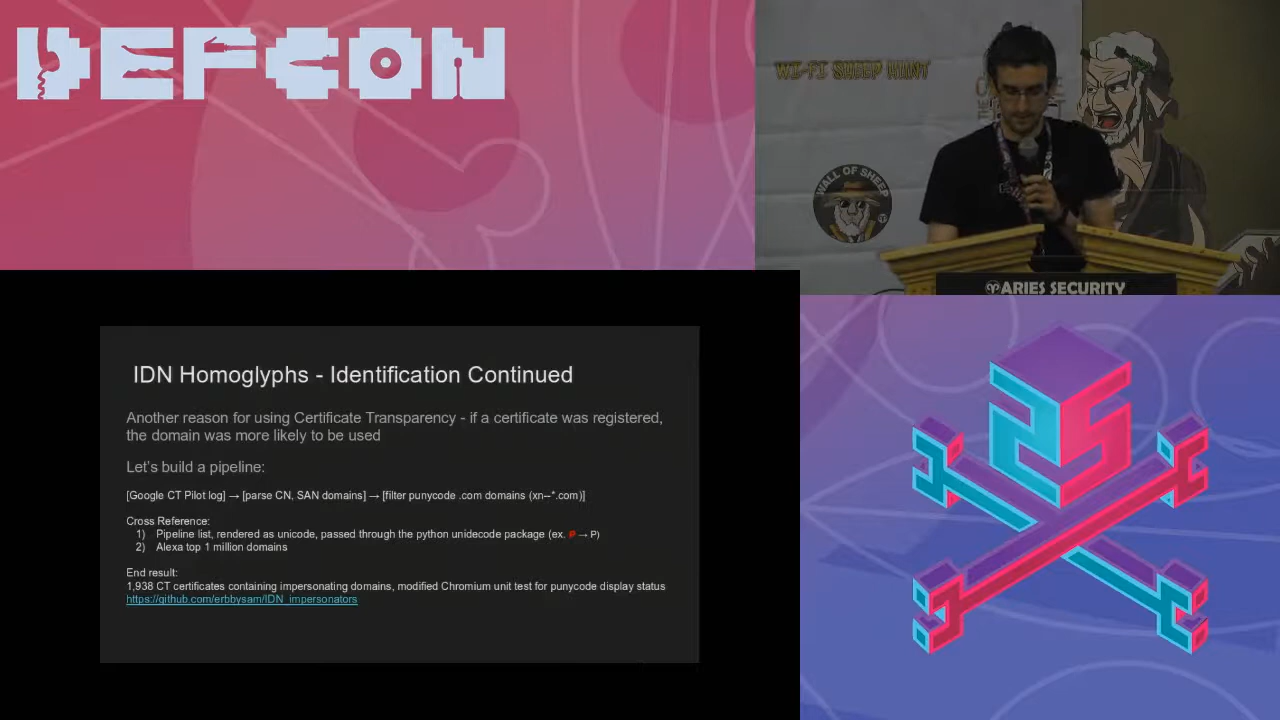 DEFCON
WI-FI SHEEP HUNT
WALL OF SHEEP
ARIES SECURITY
IDN Homoglyphs - Identification Continued
Another reason for using Certificate Transparency - if a certificate was registered,
the domain was more likely to be used
Let's build a pipeline:
[Google CT Pilot log] → [parse CN, SAN domains] → [filter punycode .com domains (xn--*.com)]
Cross Reference:
1) Pipeline list, rendered as unicode, passed through the python unidecode package (ex. ᑭ → P)
2) Alexa top 1 million domains
End result:
1,938 CT certificates containing impersonating domains, modified Chromium unit test for punycode display status
https://github.com/erbbysam/IDN_impersonators
25